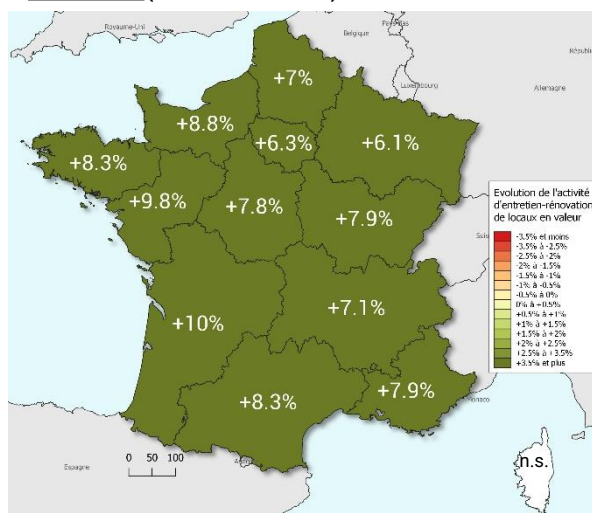 Royaume-Uni
Belgique
Pays-Bas
Luxembourg
Allemagne
+7%
+8.8%
+6.3%
+6.1%
+8.3%
+9.8%
+7.8%
+7.9%
+7.1%
+10%
+8.3%
+7.9%
Monaco
Espagne
0 50 100
n.s.
Evolution de l'activité
d'entretien-rénovation
de locaux en valeur
-3.5% et moins
-3.5% à -2.5%
-2.5% à -2%
-2% à -1.5%
-1.5% à -1%
-1% à -0.5%
-0.5% à 0%
0% à +0.5%
+0.5% à +1%
+1% à +1.5%
+1.5% à +2%
+2% à +2.5%
+2.5% à +3.5%
+3.5% et plus